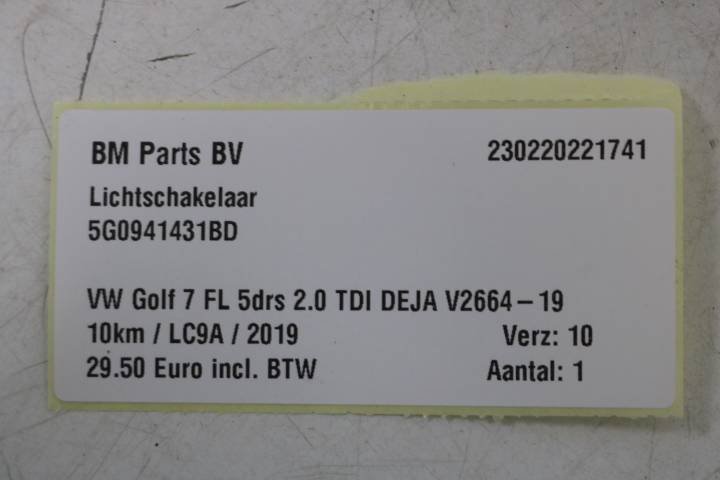 BM Parts BV 230220221741
Lichtschakelaar
5G0941431BD
VW Golf 7 FL 5drs 2.0 TDI DEJA V2664-19
10km / LC9A / 2019 Verz: 10
29.50 Euro incl. BTW Aantal: 1